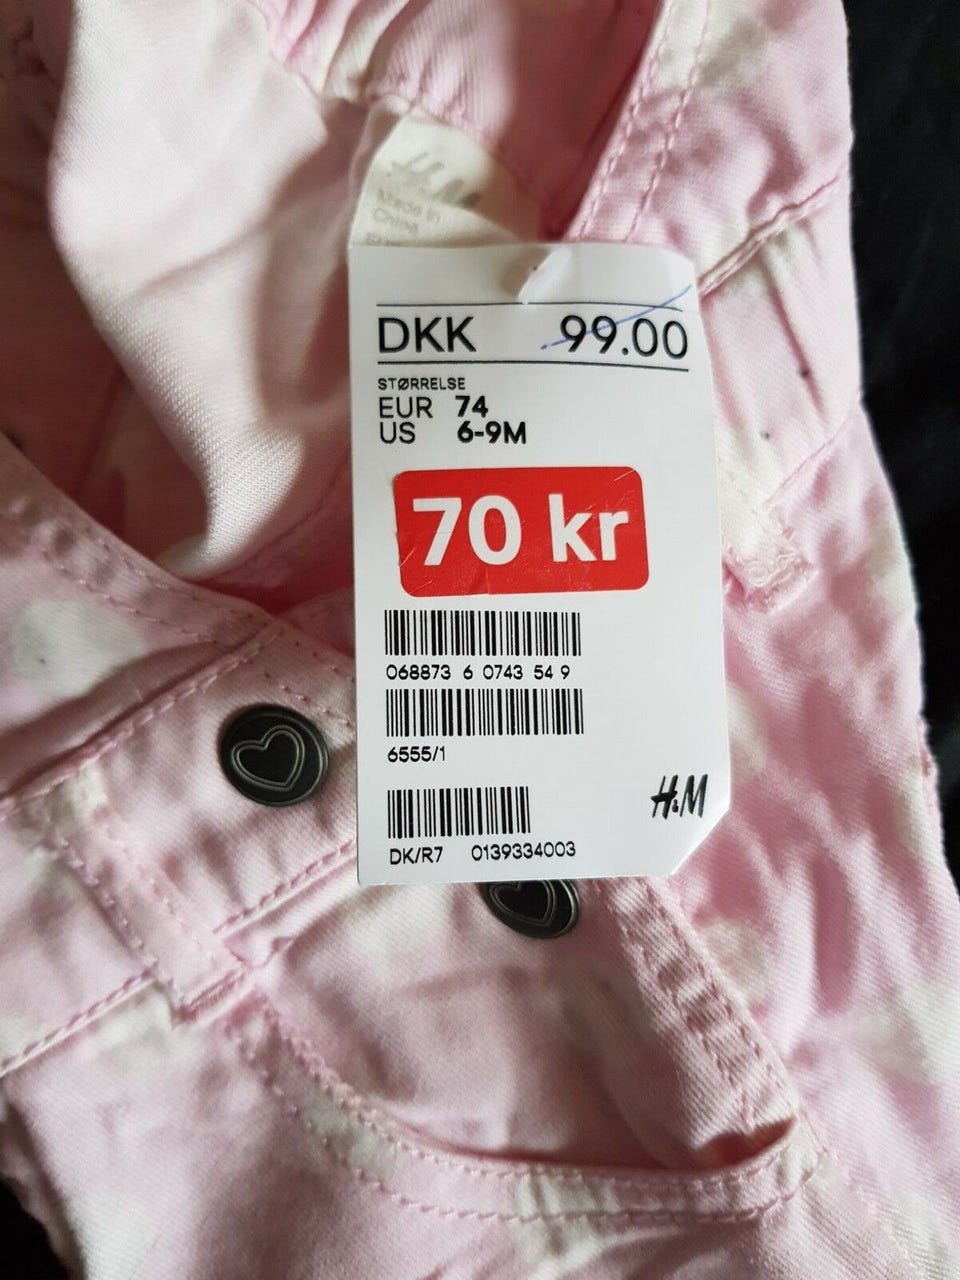 H&M
Made in
China
DKK 99.00
STØRRELSE
EUR 74
US 6-9M
70 kr
068873 6 0743 54 9
6555/1
H&M
DK/R7 0139334003